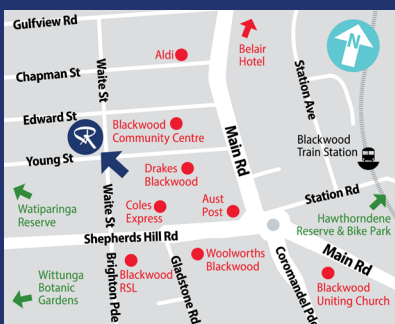 Gulfview Rd
Aldi
Belair
Hotel
N
Chapman St
Waite St
Station Ave
Edward St
Blackwood
Community Centre
Main Rd
Blackwood
Train Station
Young St
Drakes
Blackwood
Watiparinga
Reserve
Waite St
Coles
Express
Aust
Post
Station Rd
Hawthorndene
Reserve & Bike Park
Shepherds Hill Rd
Main Rd
Wittunga
Botanic
Gardens
Brighton Pde
Blackwood
RSL
Gladstone Rd
Woolworths
Blackwood
Coromandel Pde
Blackwood
Uniting Church